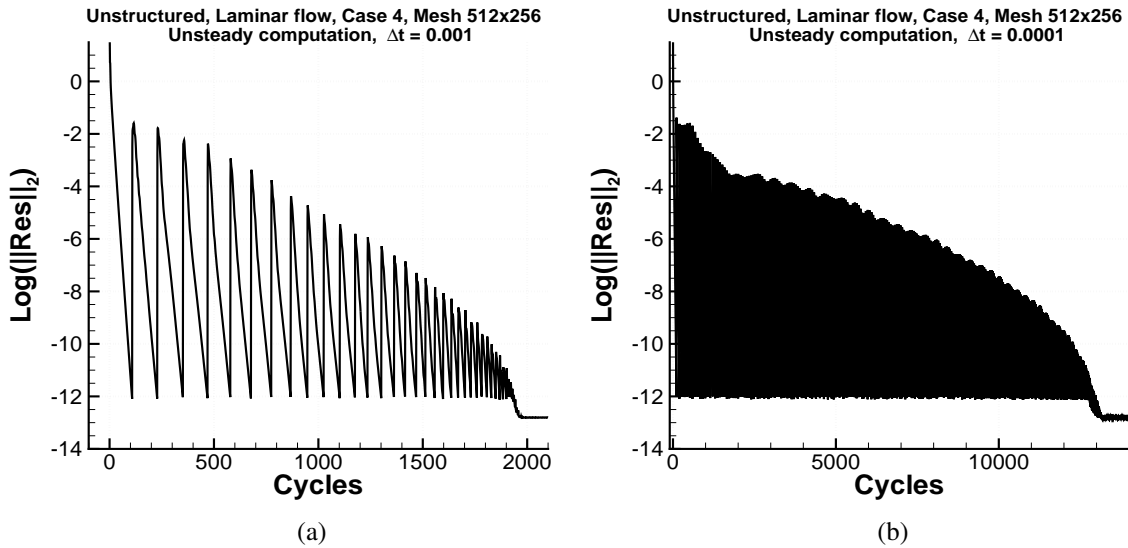 Unstructured, Laminar flow, Case 4, Mesh 512x256
Unsteady computation, Δt = 0.001
0
-2
-4
-6
-8
-10
-12
-14
Log(||Res||₂)
0 500 1000 1500 2000
Cycles
(a)
Unstructured, Laminar flow, Case 4, Mesh 512x256
Unsteady computation, Δt = 0.0001
0
-2
-4
-6
-8
-10
-12
-14
Log(||Res||₂)
0 5000 10000
Cycles
(b)